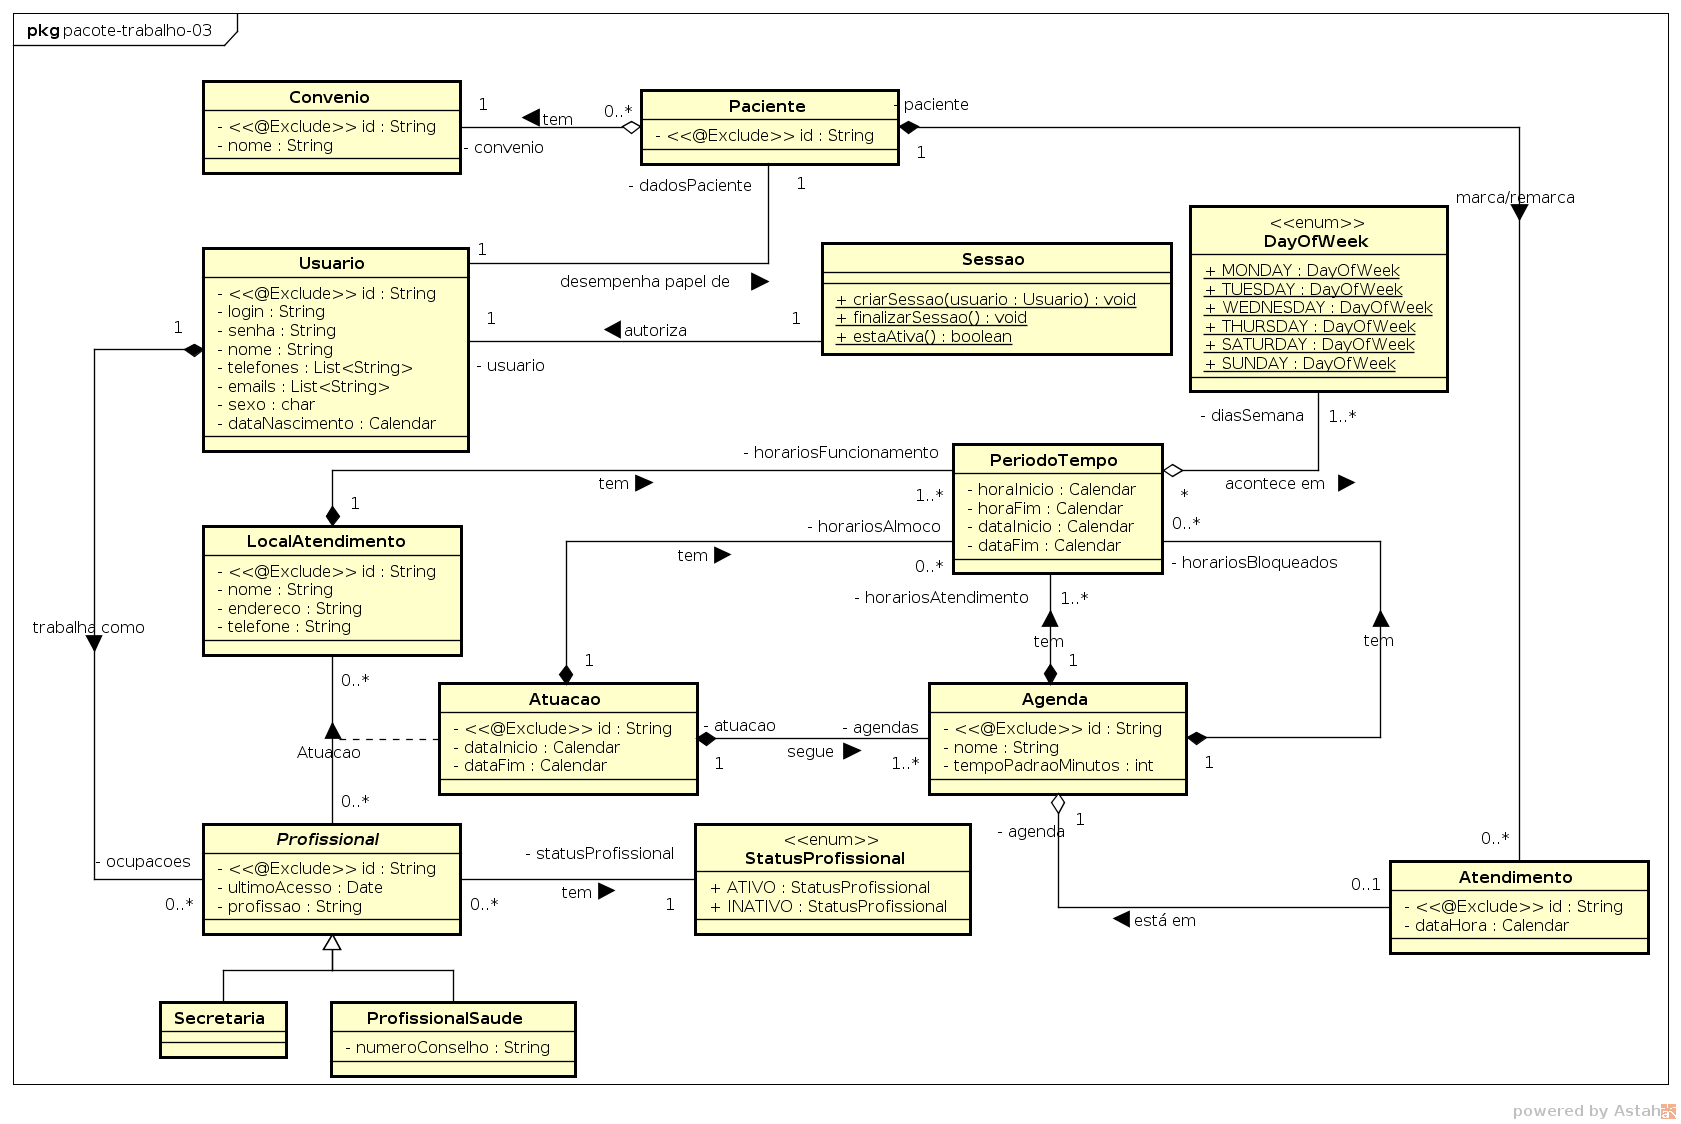 pkg pacote-trabalho-03
Convenio
- <<@Exclude>> id : String
- nome : String
1
tem
0..*
- convenio
Paciente
- <<@Exclude>> id : String
- paciente
1
marca/remarca
- dadosPaciente
1
Usuario
- <<@Exclude>> id : String
- login : String
- senha : String
- nome : String
- telefones : List<String>
- emails : List<String>
- sexo : char
- dataNascimento : Calendar
1
desempenha papel de
1
autoriza
1
- usuario
1
Sessao
+ criarSessao(usuario : Usuario) : void
+ finalizarSessao() : void
+ estaAtiva() : boolean
<<enum>>
DayOfWeek
+ MONDAY : DayOfWeek
+ TUESDAY : DayOfWeek
+ WEDNESDAY : DayOfWeek
+ THURSDAY : DayOfWeek
+ SATURDAY : DayOfWeek
+ SUNDAY : DayOfWeek
- diasSemana
1..*
- horariosFuncionamento
tem
1..*
1
PeriodoTempo
- horaInicio : Calendar
- horaFim : Calendar
- dataInicio : Calendar
- dataFim : Calendar
acontece em
*
0..*
- horariosBloqueados
- horariosAlmoco
tem
0..*
- horariosAtendimento
1..*
tem
1
tem
LocalAtendimento
- <<@Exclude>> id : String
- nome : String
- endereco : String
- telefone : String
trabalha como
0..*
1
Atuacao
0..*
Atuacao
- <<@Exclude>> id : String
- dataInicio : Calendar
- dataFim : Calendar
- atuacao
- agendas
segue
1
1..*
Agenda
- <<@Exclude>> id : String
- nome : String
- tempoPadraoMinutos : int
1
- agenda
1
Profissional
- <<@Exclude>> id : String
- ultimoAcesso : Date
- profissao : String
- ocupacoes
0..*
- statusProfissional
tem
0..*
1
<<enum>>
StatusProfissional
+ ATIVO : StatusProfissional
+ INATIVO : StatusProfissional
0..*
0..1
está em
Atendimento
- <<@Exclude>> id : String
- dataHora : Calendar
Secretaria
ProfissionalSaude
- numeroConselho : String
powered by Astah